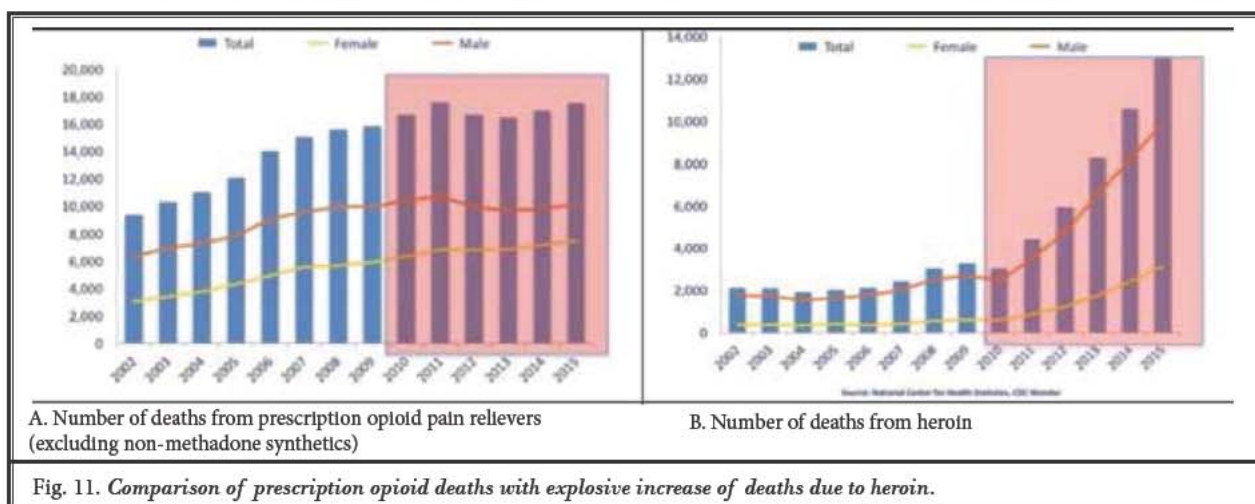 Total Female Male
20,000
18,000
16,000
14,000
12,000
10,000
8,000
6,000
4,000
2,000
0
2002 2003 2004 2005 2006 2007 2008 2009 2010 2011 2012 2013 2014 2015
A. Number of deaths from prescription opioid pain relievers
(excluding non-methadone synthetics)
Total Female Male
14,000
12,000
10,000
8,000
6,000
4,000
2,000
0
2002 2003 2004 2005 2006 2007 2008 2009 2010 2011 2012 2013 2014 2015
Source: National Center for Health Statistics, CDC Wonder
B. Number of deaths from heroin
Fig. 11. Comparison of prescription opioid deaths with explosive increase of deaths due to heroin.